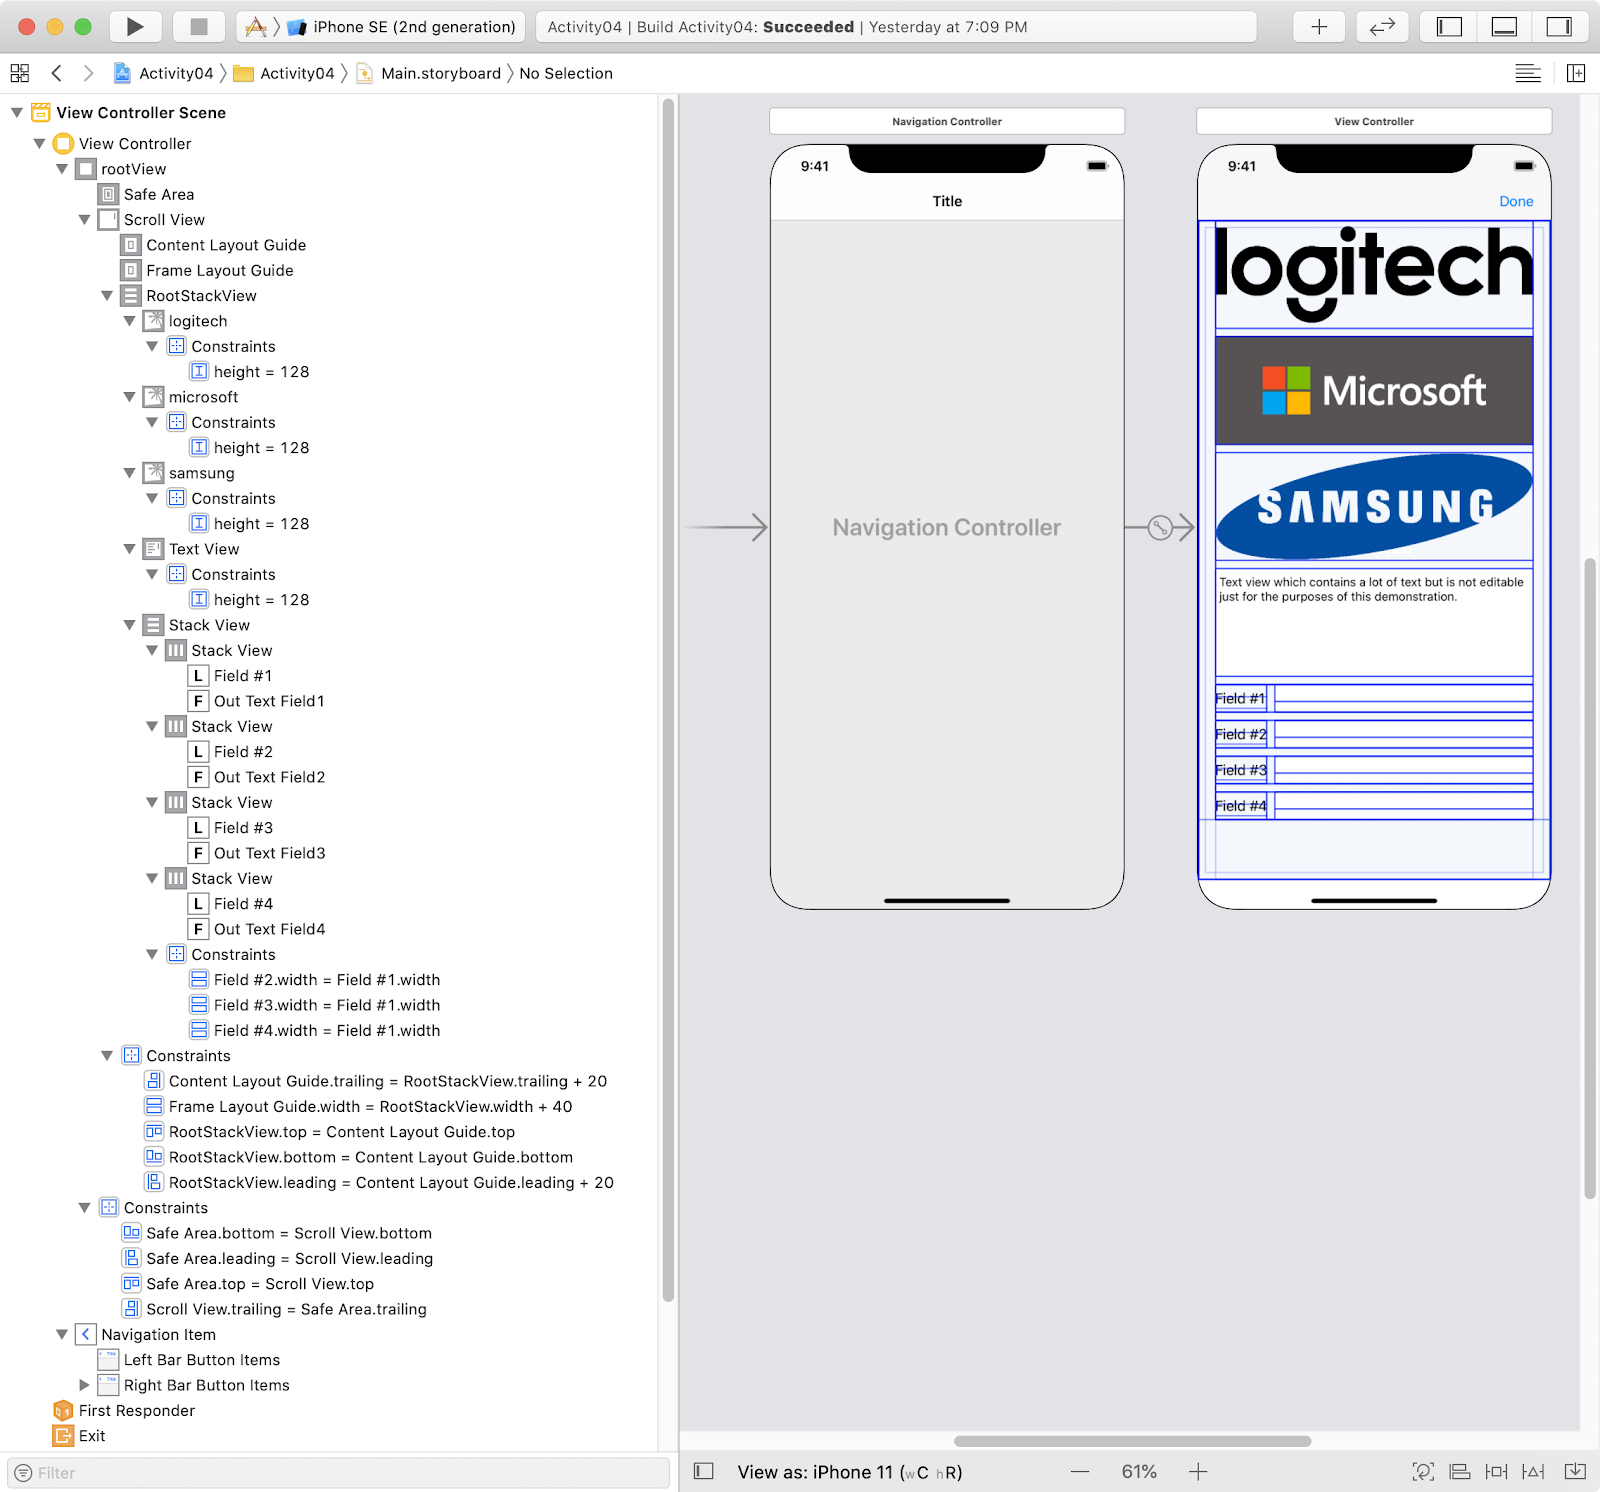 iPhone SE (2nd generation)
Activity04 | Build Activity04: Succeeded | Yesterday at 7:09 PM
Activity04
Activity04
Main.storyboard
No Selection
View Controller Scene
View Controller
rootView
Safe Area
Scroll View
Content Layout Guide
Frame Layout Guide
RootStackView
logitech
Constraints
height = 128
microsoft
Constraints
height = 128
samsung
Constraints
height = 128
Text View
Constraints
height = 128
Stack View
Stack View
L Field #1
F Out Text Field1
Stack View
L Field #2
F Out Text Field2
Stack View
L Field #3
F Out Text Field3
Stack View
L Field #4
F Out Text Field4
Constraints
Field #2.width = Field #1.width
Field #3.width = Field #1.width
Field #4.width = Field #1.width
Constraints
Content Layout Guide.trailing = RootStackView.trailing + 20
Frame Layout Guide.width = RootStackView.width + 40
RootStackView.top = Content Layout Guide.top
RootStackView.bottom = Content Layout Guide.bottom
RootStackView.leading = Content Layout Guide.leading + 20
Constraints
Safe Area.bottom = Scroll View.bottom
Safe Area.leading = Scroll View.leading
Safe Area.top = Scroll View.top
Scroll View.trailing = Safe Area.trailing
Navigation Item
Left Bar Button Items
Right Bar Button Items
First Responder
Exit
Filter
Navigation Controller
9:41
Title
Navigation Controller
View Controller
9:41
Done
logitech
Microsoft
SAMSUNG
Text view which contains a lot of text but is not editable
just for the purposes of this demonstration.
Field #1
Field #2
Field #3
Field #4
View as: iPhone 11 (wC hR)
61%